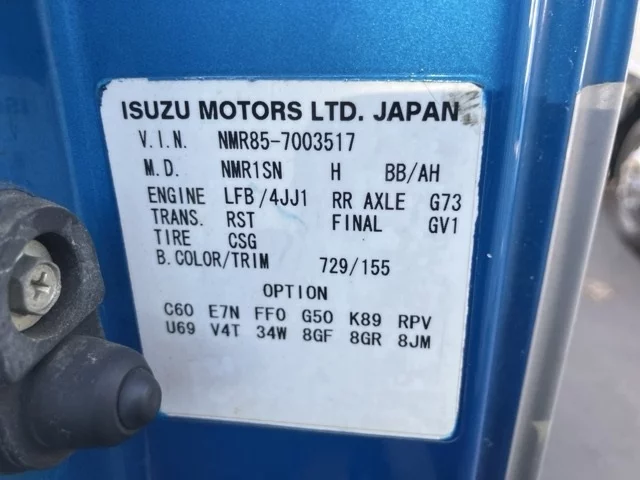 ISUZU MOTORS LTD. JAPAN
V.I.N. NMR85-7003517
M.D. NMR1SN H BB/AH
ENGINE LFB/4JJ1 RR AXLE G73
TRANS. RST FINAL GV1
TIRE CSG
B.COLOR/TRIM 729/155
OPTION
C60 E7N FF0 G50 K89 RPV
U69 V4T 34W 8GF 8GR 8JM